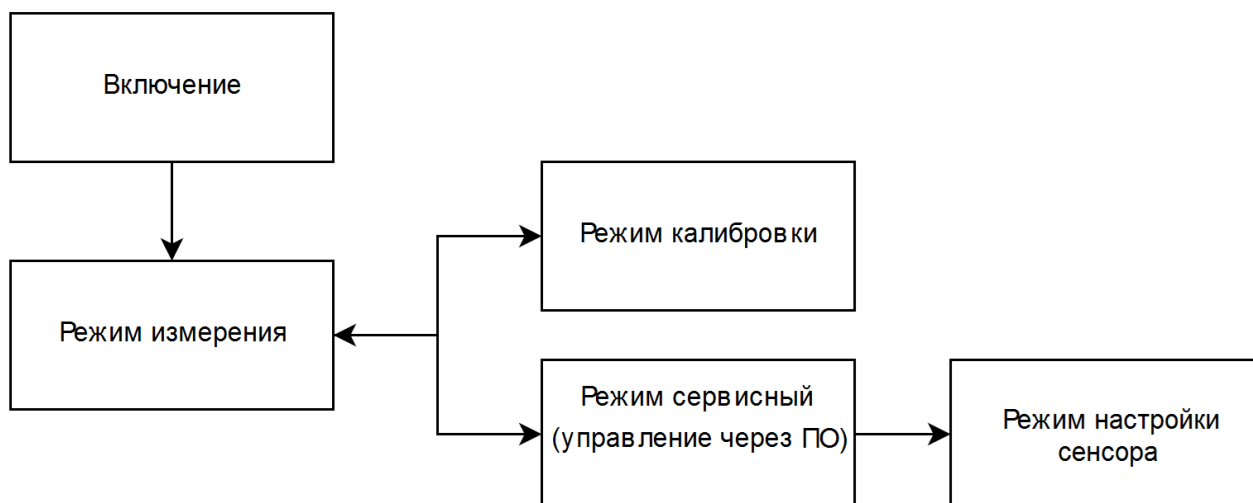 Включение
Режим калибровки
Режим измерения
Режим сервисный
(управление через ПО)
Режим настройки
сенсора